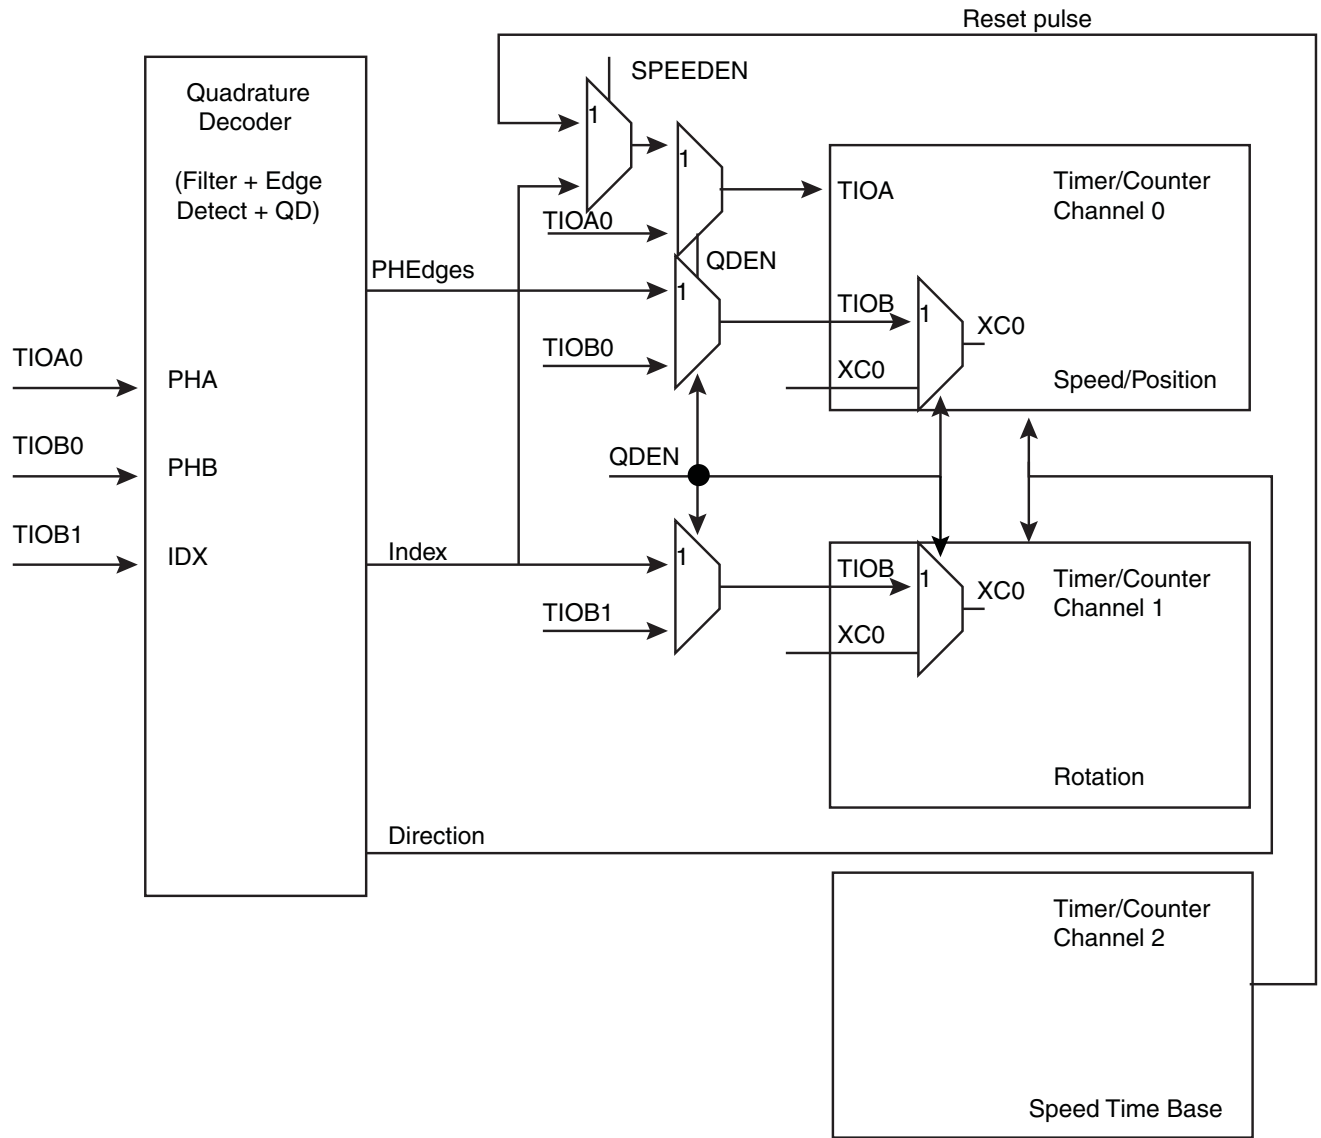 Reset pulse
SPEEDEN
Quadrature
Decoder
(Filter + Edge
Detect + QD)
1
1
TIOA
Timer/Counter
Channel 0
TIOA0
QDEN
PHEdges
1
TIOB
1
XC0
TIOB0
XC0
Speed/Position
TIOA0
PHA
TIOB0
PHB
QDEN
TIOB1
IDX
Index
1
TIOB
1
XC0
Timer/Counter
Channel 1
TIOB1
XC0
Rotation
Direction
Timer/Counter
Channel 2
Speed Time Base